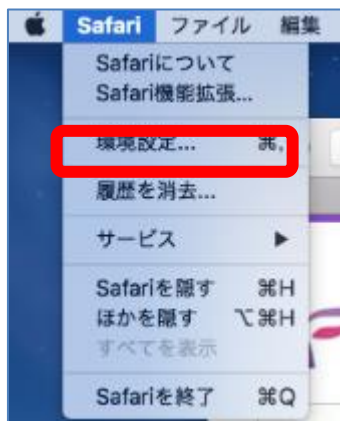 Safari ファイル 編集
Safariについて
Safari機能拡張...
環境設定... ⌘,
履歴を消去...
サービス ▶
Safariを隠す ⌘H
ほかを隠す ⌥⌘H
すべてを表示
Safariを終了 ⌘Q